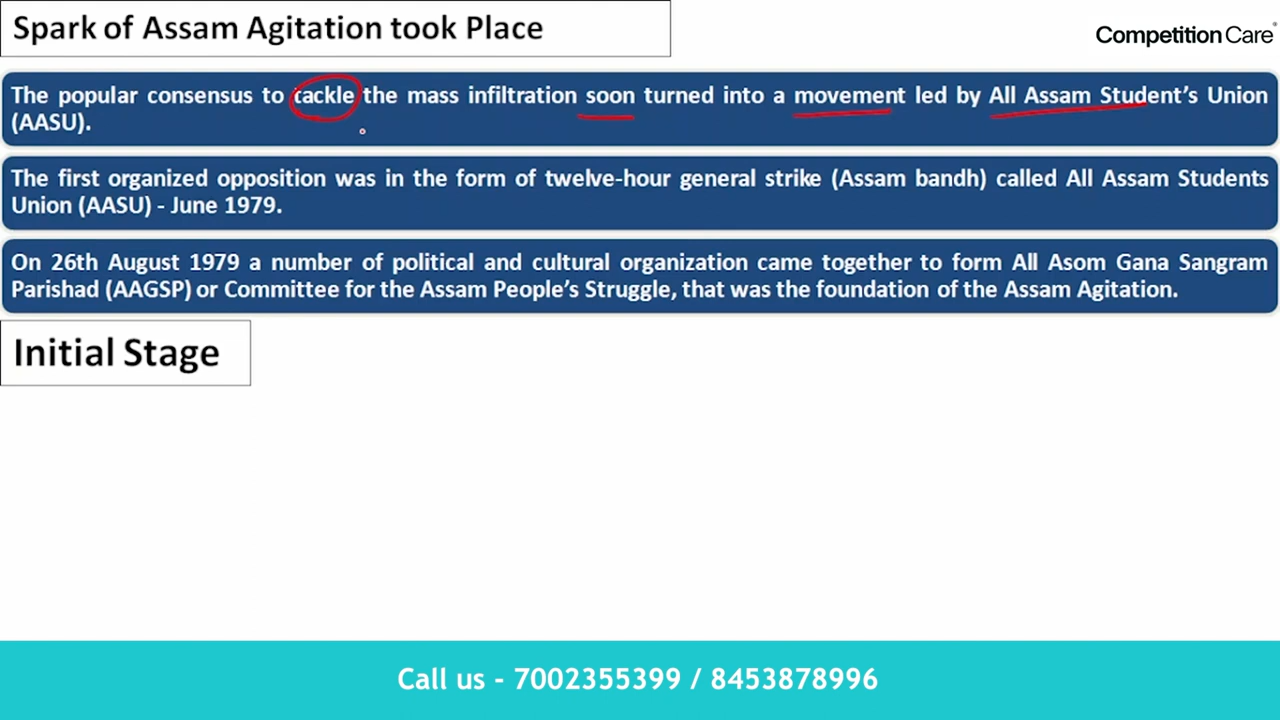 Spark of Assam Agitation took Place
Competition Care
The popular consensus to tackle the mass infiltration soon turned into a movement led by All Assam Student's Union
(AASU).
The first organized opposition was in the form of twelve-hour general strike (Assam bandh) called All Assam Students
Union (AASU) - June 1979.
On 26th August 1979 a number of political and cultural organization came together to form All Asom Gana Sangram
Parishad (AAGSP) or Committee for the Assam People's Struggle, that was the foundation of the Assam Agitation.
Initial Stage
Call us - 7002355399 / 8453878996